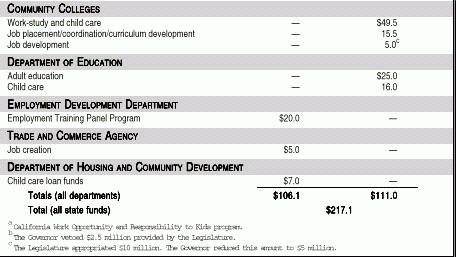 COMMUNITY COLLEGES
Work-study and child care — $49.5
Job placement/coordination/curriculum development — 15.5
Job development — 5.0c
DEPARTMENT OF EDUCATION
Adult education — $25.0
Child care — 16.0
EMPLOYMENT DEVELOPMENT DEPARTMENT
Employment Training Panel Program $20.0 —
TRADE AND COMMERCE AGENCY
Job creation $5.0 —
DEPARTMENT OF HOUSING AND COMMUNITY DEVELOPMENT
Child care loan funds $7.0 —
Totals (all departments) $106.1 $111.0
Total (all state funds) $217.1
a California Work Opportunity and Responsibility to Kids program.
b The Governor vetoed $2.5 million provided by the Legislature.
c The Legislature appropriated $10 million. The Governor reduced this amount to $5 million.